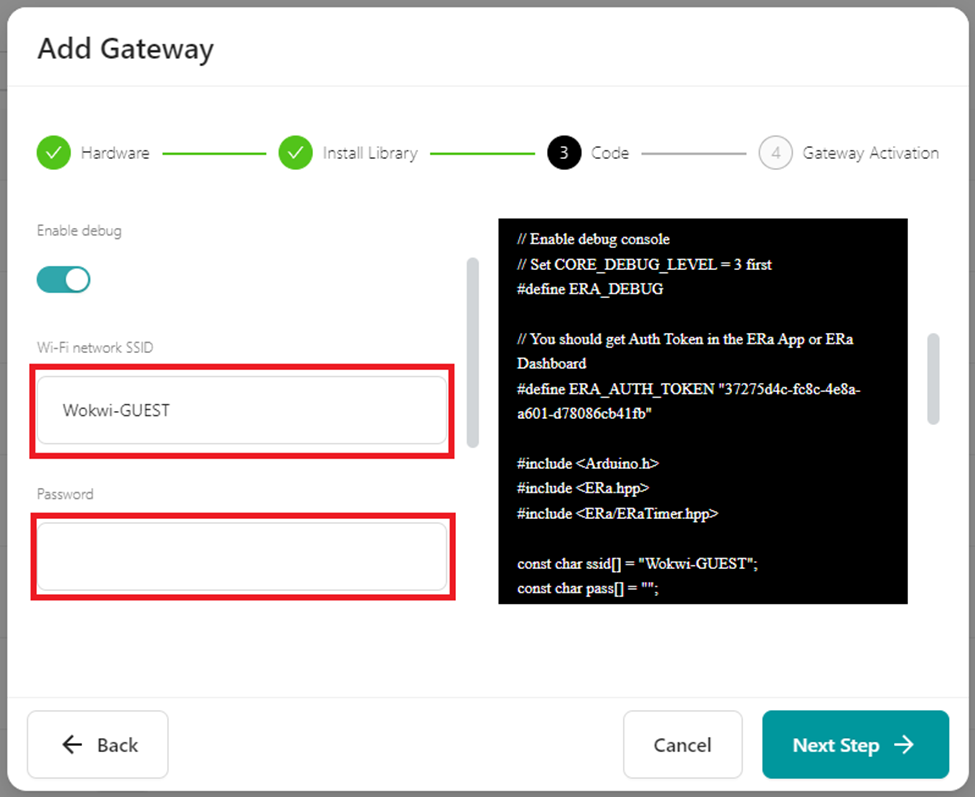 Add Gateway
Hardware
Install Library
3 Code
4 Gateway Activation
Enable debug
Wi-Fi network SSID
Wokwi-GUEST
Password
// Enable debug console
// Set CORE_DEBUG_LEVEL = 3 first
#define ERA_DEBUG
// You should get Auth Token in the ERa App or ERa
Dashboard
#define ERA_AUTH_TOKEN "37275d4c-fc8c-4e8a-
a601-d78086cb41fb"
#include <Arduino.h>
#include <ERa.hpp>
#include <ERa/ERaTimer.hpp>
const char ssid[] = "Wokwi-GUEST";
const char pass[] = "";
Back
Cancel
Next Step